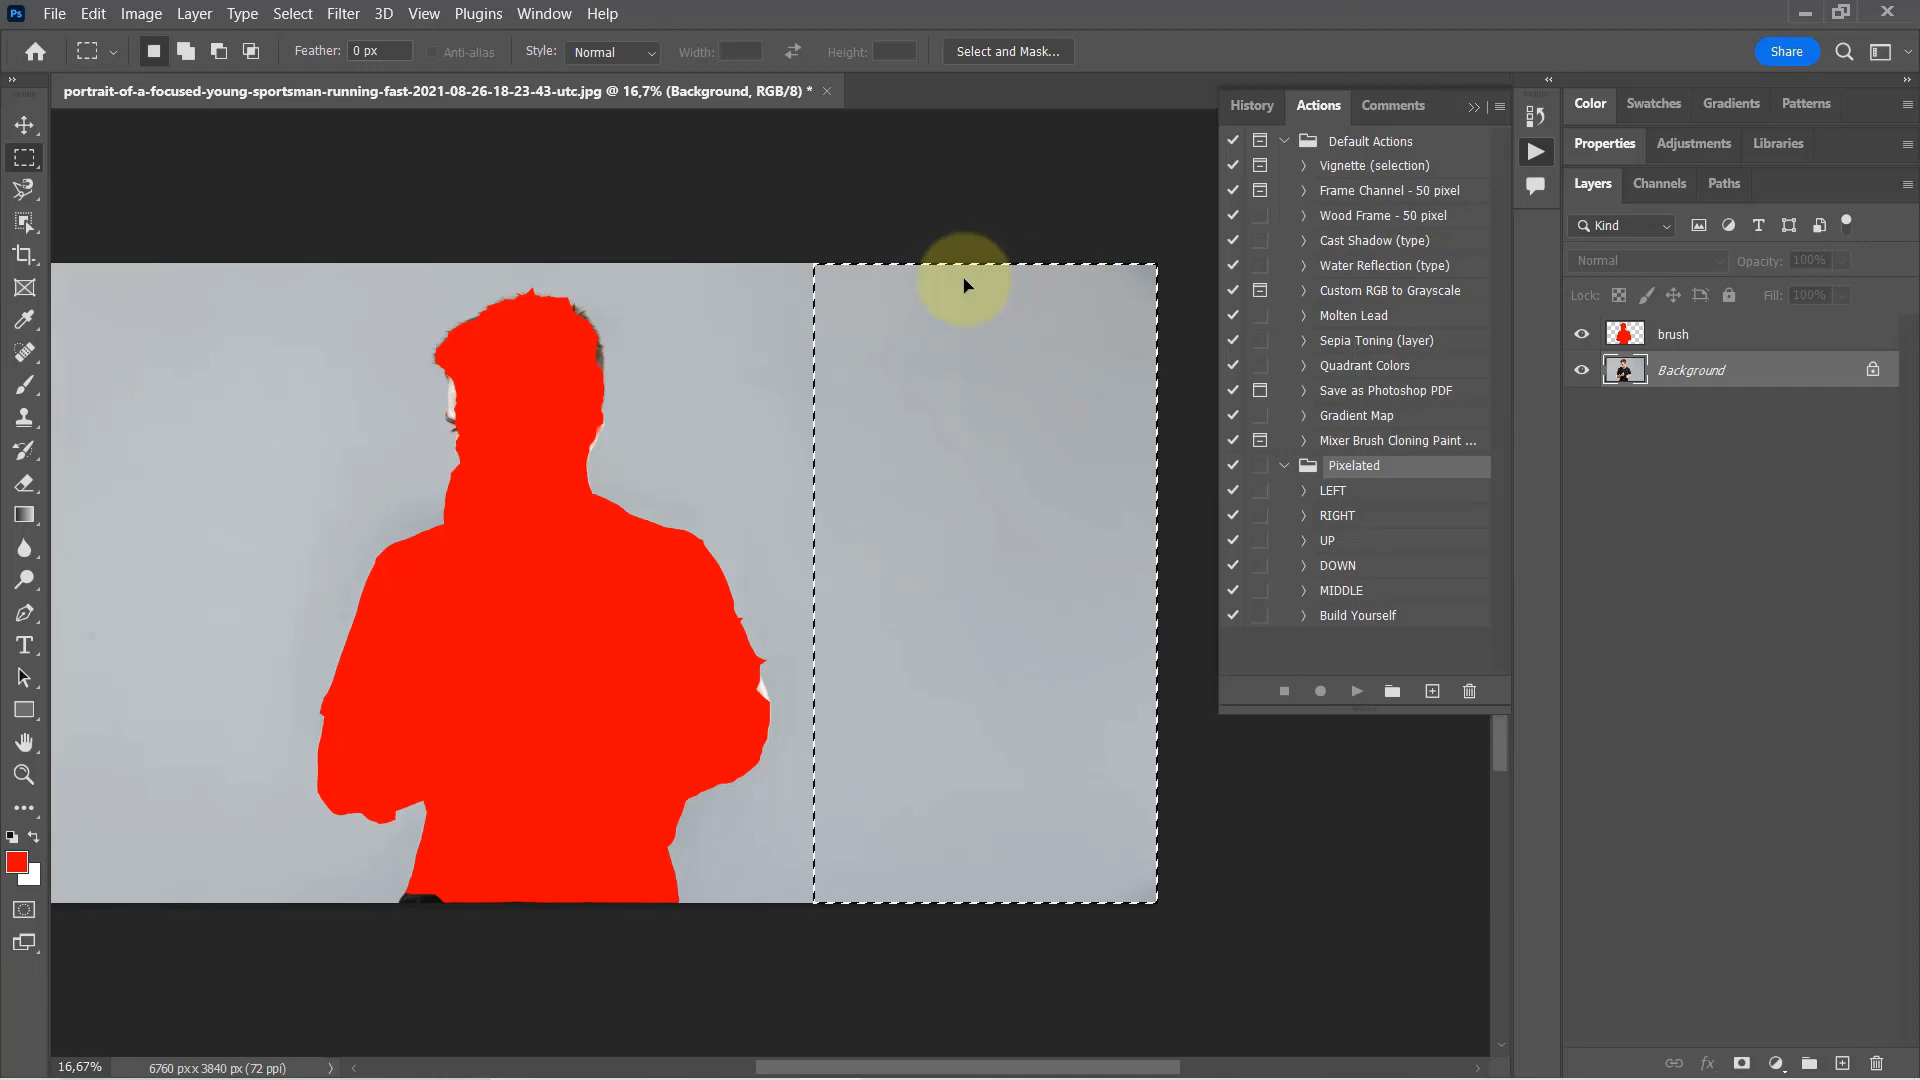 Ps File Edit Image Layer Type Select Filter 3D View Plugins Window Help
Feather: 0 px Anti-alias Style: Normal Width: Height: Select and Mask... Share
portrait-of-a-focused-young-sportsman-running-fast-2021-08-26-18-23-43-utc.jpg @ 16,7% (Background, RGB/8) *
History Actions Comments
Default Actions
Vignette (selection)
Frame Channel - 50 pixel
Wood Frame - 50 pixel
Cast Shadow (type)
Water Reflection (type)
Custom RGB to Grayscale
Molten Lead
Sepia Toning (layer)
Quadrant Colors
Save as Photoshop PDF
Gradient Map
Mixer Brush Cloning Paint ...
Pixelated
LEFT
RIGHT
UP
DOWN
MIDDLE
Build Yourself
Color Swatches Gradients Patterns
Properties Adjustments Libraries
Layers Channels Paths
Kind
Normal Opacity: 100%
Lock: Fill: 100%
brush
Background
fx
16,67% 6760 px x 3840 px (72 ppi)